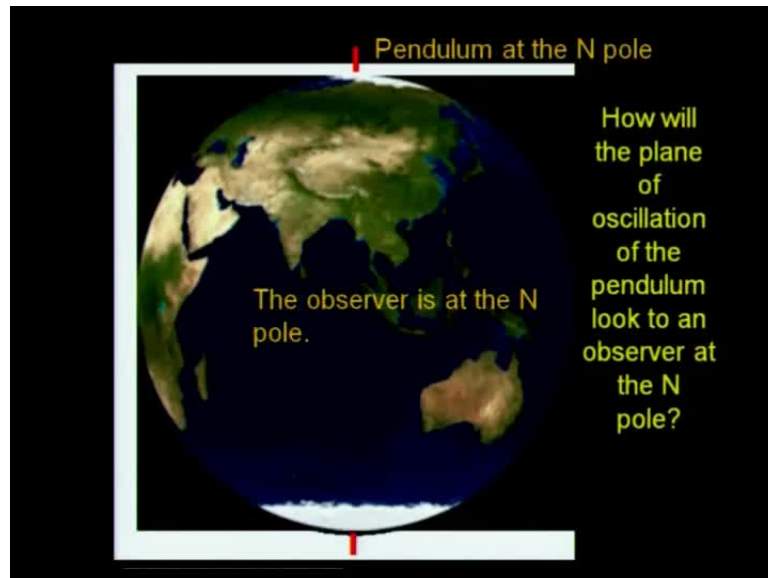 Pendulum at the N pole
How will
the plane
of
oscillation
of the
pendulum
look to an
observer at
the N
pole?
The observer is at the N
pole.